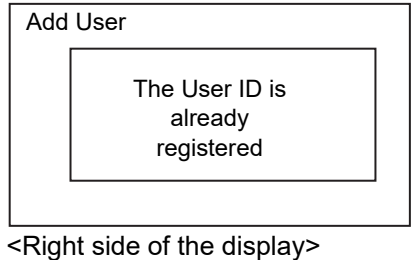 Add User
The User ID is
already
registered
<Right side of the display>